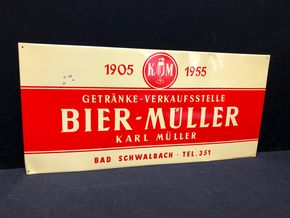 1905 KM 1955
GETRÄNKE-VERKAUFSSTELLE
BIER-MÜLLER
KARL MÜLLER
BAD SCHWALBACH · TEL. 351